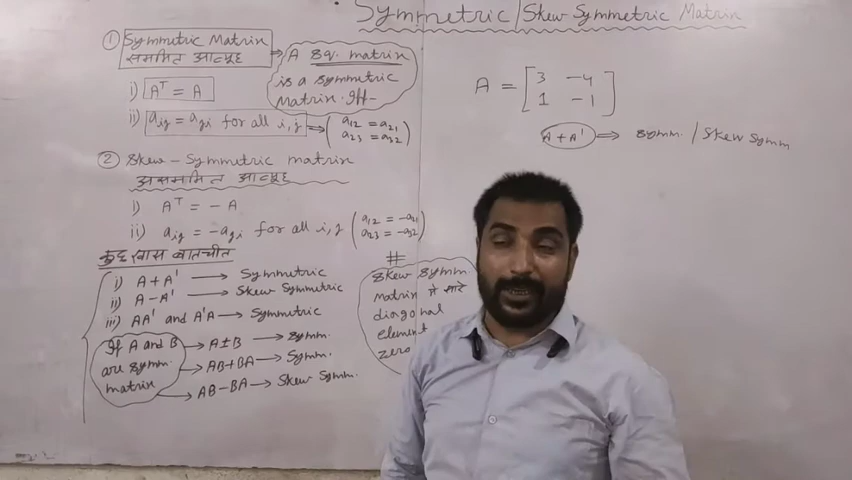 Symmetric/Skew Symmetric Matrix
① Symmetric Matrix
सममित आव्यूह
A sq. matrix
is a symmetric
Matrix. If-
i) Aᵀ = A
ii) aᵢⱼ = aⱼᵢ for all i, j ⇒ (a₁₂ = a₂₁
a₂₃ = a₃₂)
② Skew-Symmetric matrix
असममित आव्यूह
i) Aᵀ = - A
ii) aᵢⱼ = -aⱼᵢ for all i, j (a₁₂ = -a₂₁
a₂₃ = -a₃₂)
कुछ खास बातचीत
i) A+A' → Symmetric
ii) A-A' → Skew Symmetric
iii) AA' and A'A → Symmetric
If A and B
are symm.
matrix
→ A±B → symm.
→ AB+BA → Symm.
→ AB-BA → Skew Symm.
#
Skew symm.
matrix में सारे
diagonal
element
zero
A = [3 -4
1 -1]
A+A' ⇒ symm. / Skew Symm